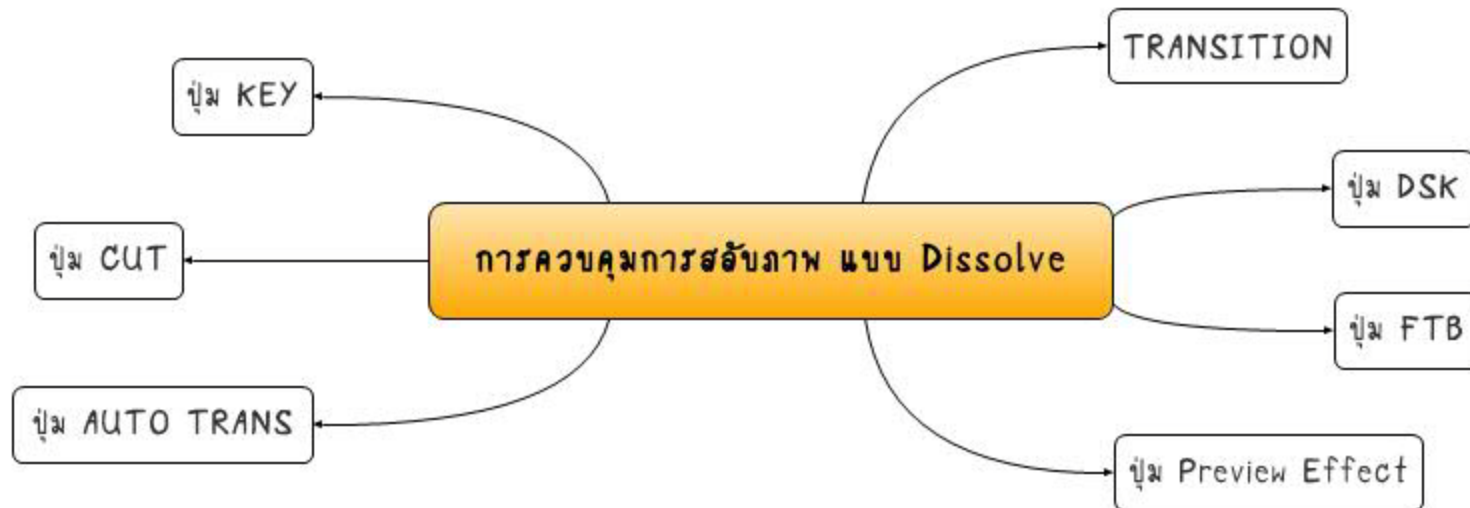 TRANSITION
ปุ่ม KEY
ปุ่ม DSK
การควบคุมการสลับภาพ แบบ Dissolve
ปุ่ม CUT
ปุ่ม FTB
ปุ่ม AUTO TRANS
ปุ่ม Preview Effect